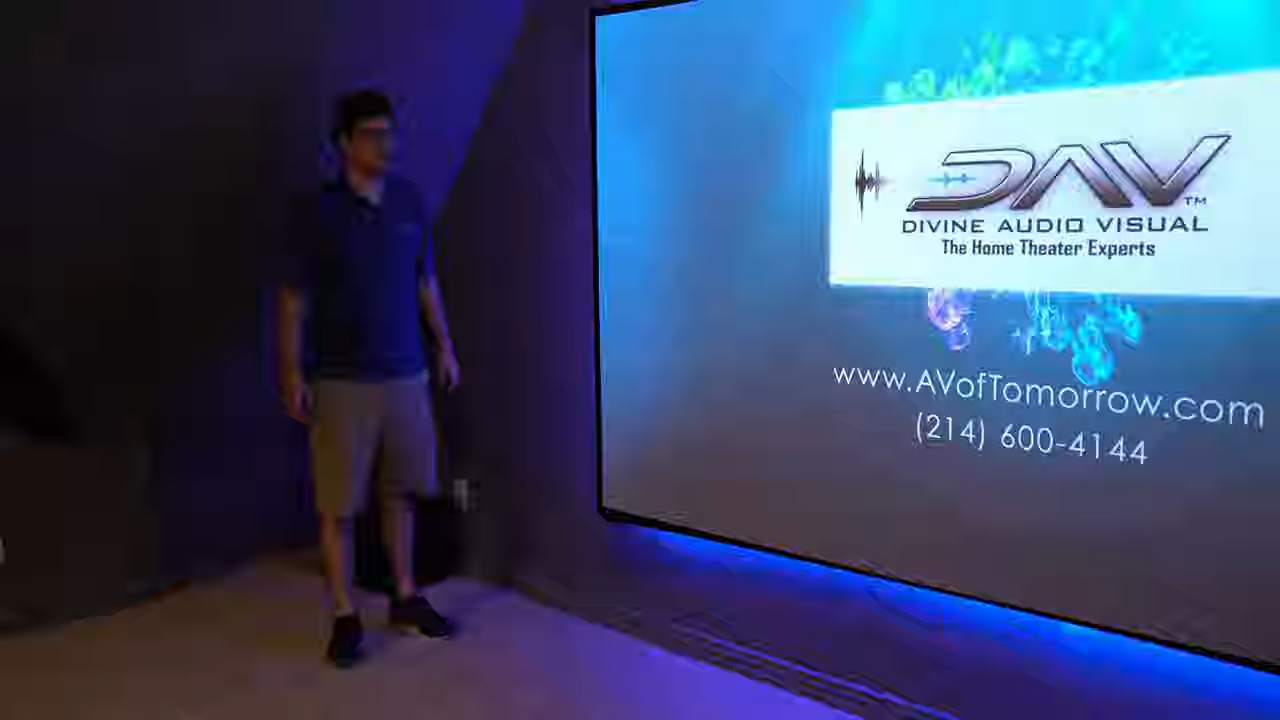 DAV™
DIVINE AUDIO VISUAL
The Home Theater Experts
www.AVofTomorrow.com
(214) 600-4144